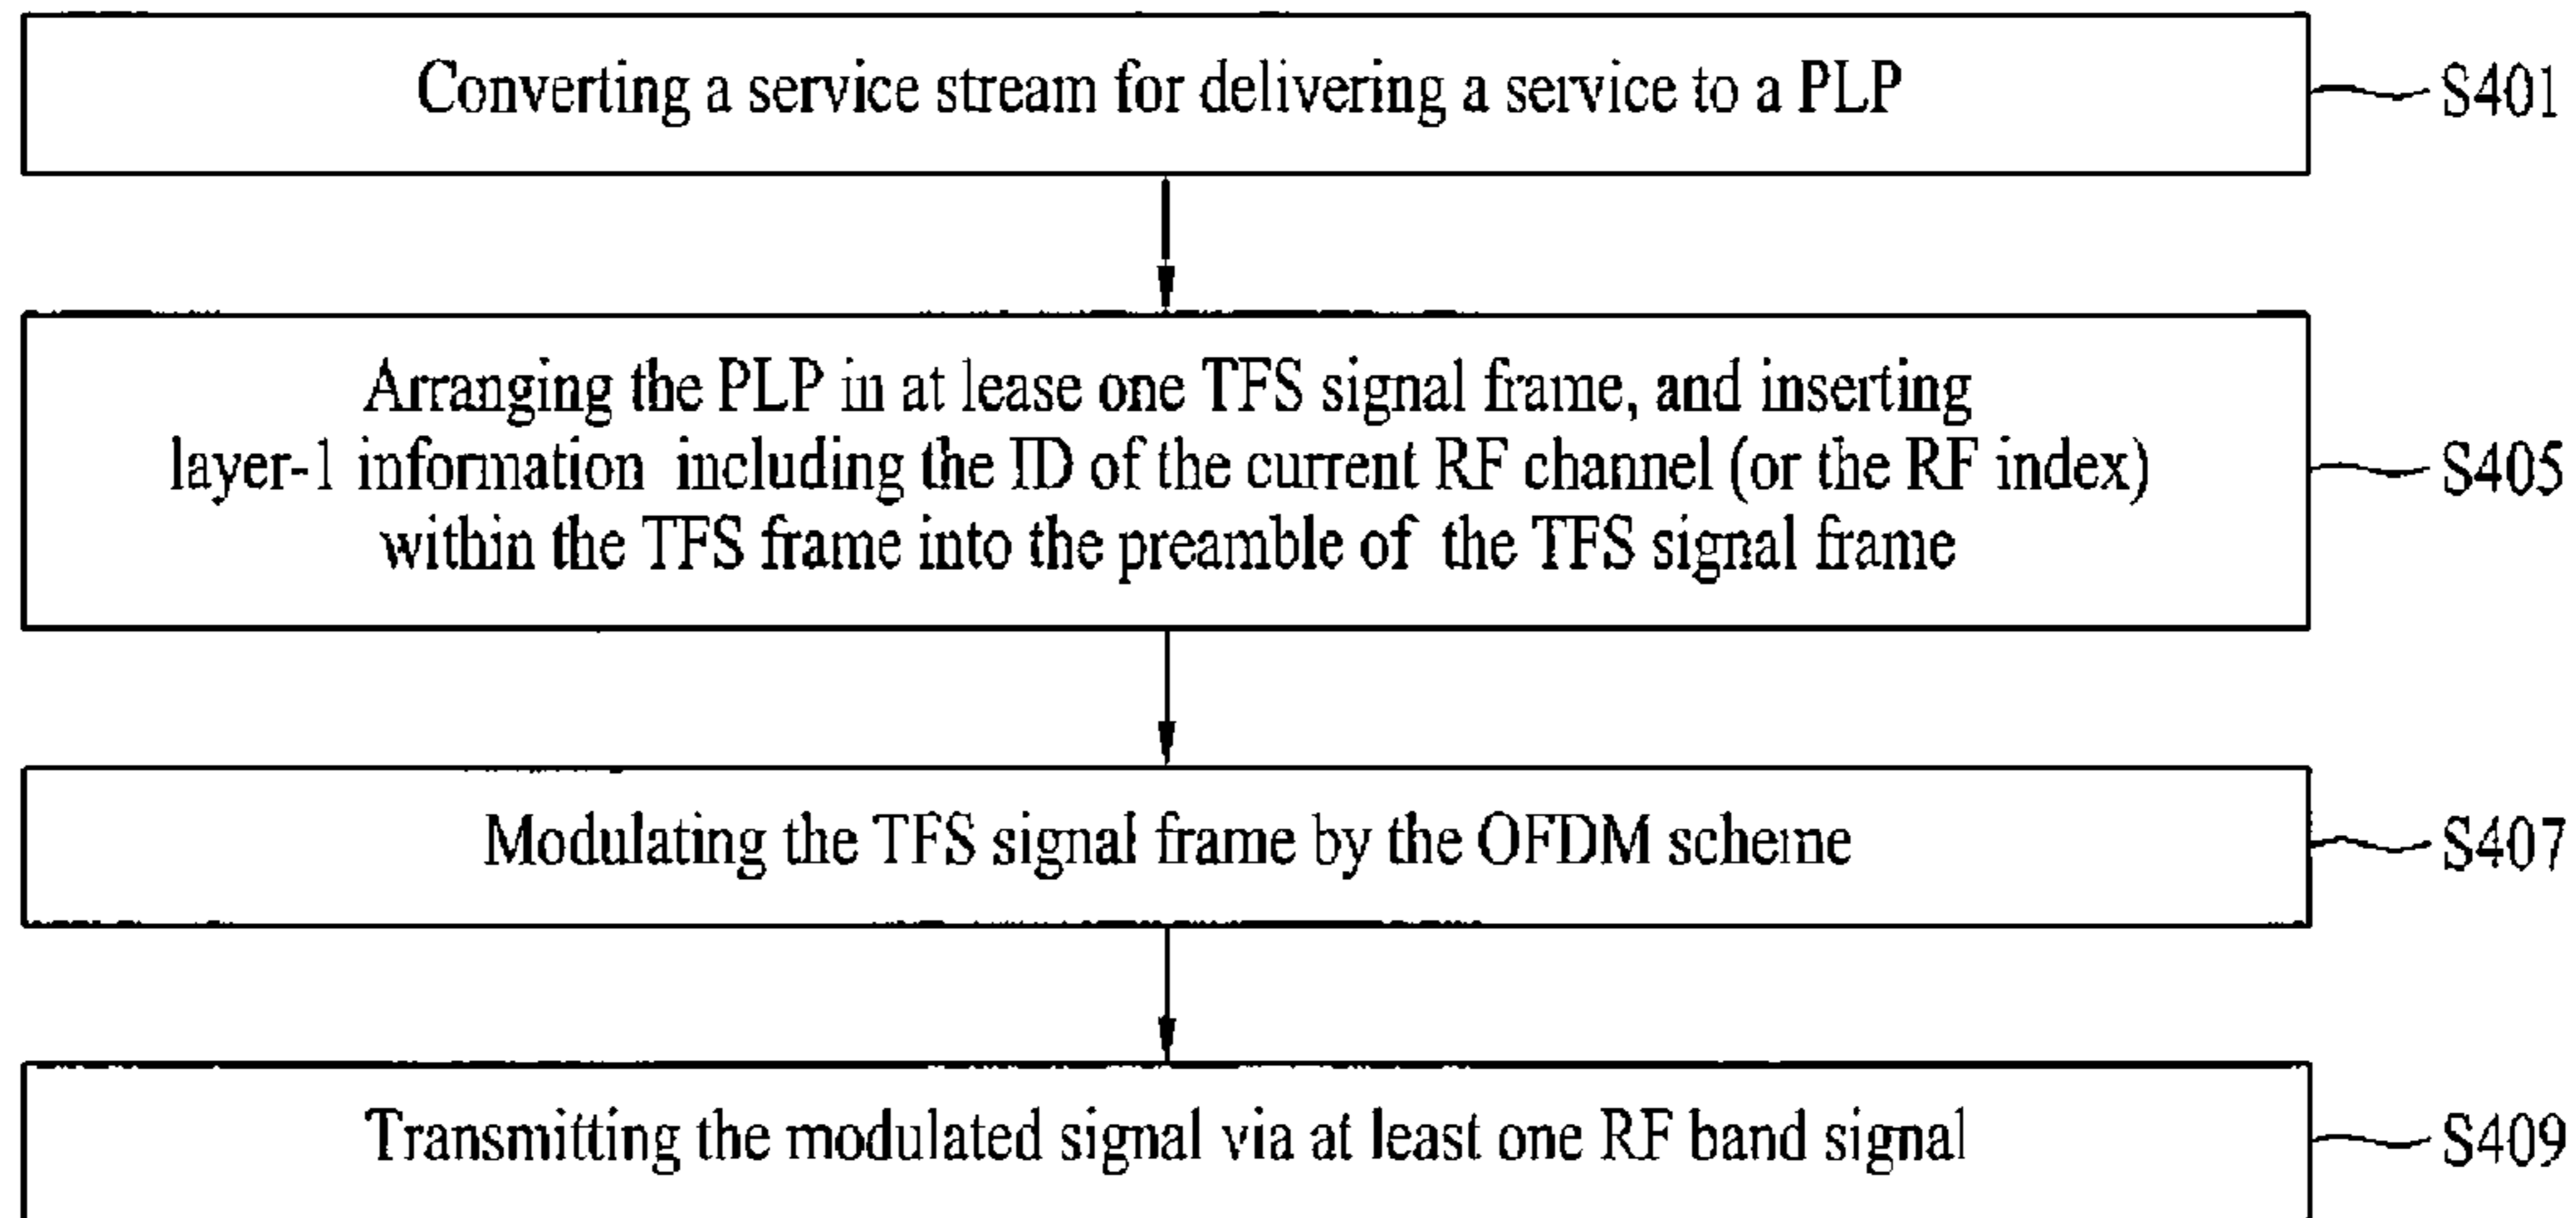 Converting a service stream for delivering a service to a PLP
S401
Arranging the PLP in at lease one TFS signal frame, and inserting
layer-1 information including the ID of the current RF channel (or the RF index)
within the TFS frame into the preamble of the TFS signal frame
S405
Modulating the TFS signal frame by the OFDM scheme
S407
Transmitting the modulated signal via at least one RF band signal
S409